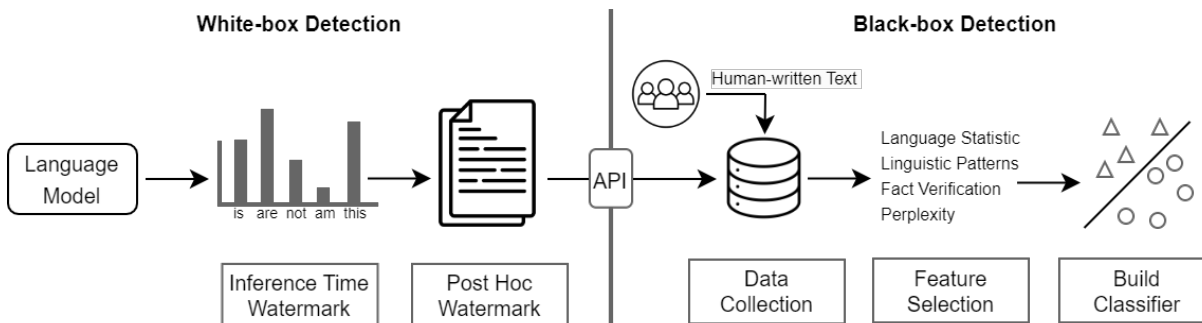 White-box Detection
Black-box Detection
Human-written Text
Language
Model
is are not am this
API
Language Statistic
Linguistic Patterns
Fact Verification
Perplexity
Inference Time
Watermark
Post Hoc
Watermark
Data
Collection
Feature
Selection
Build
Classifier